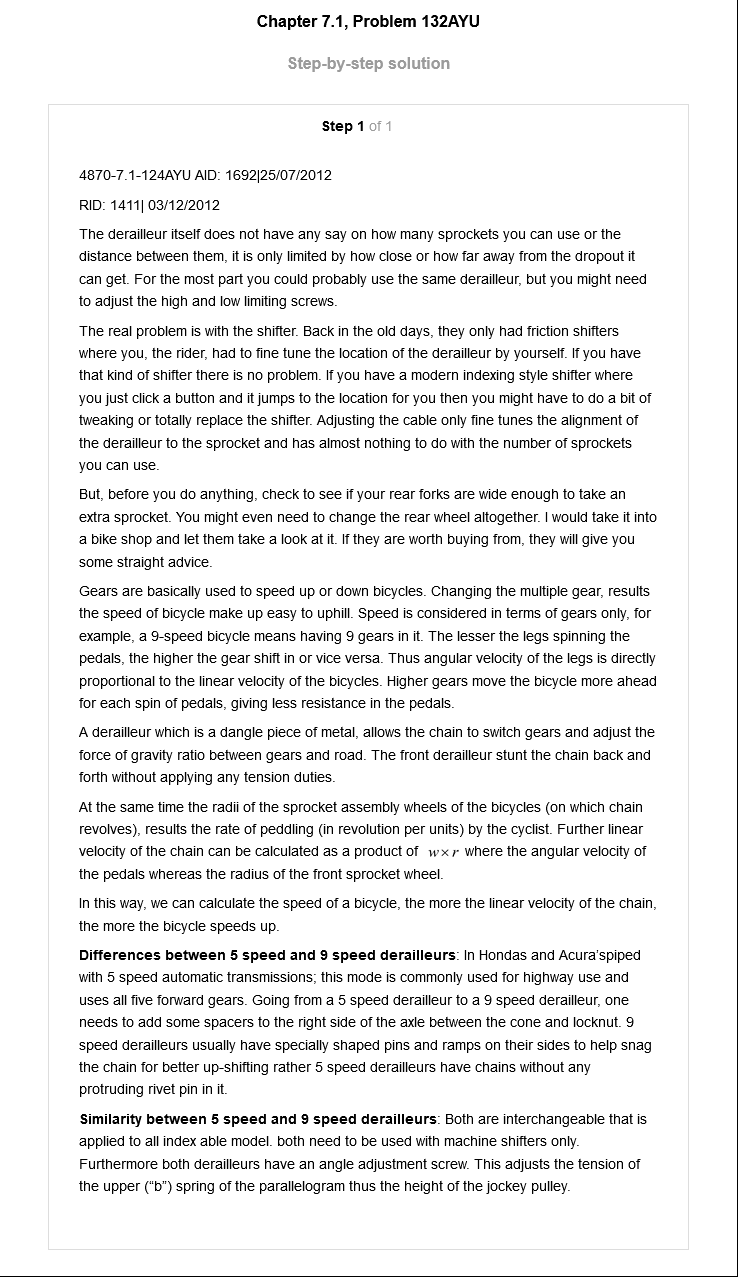 Chapter 7.1, Problem 132AYU
Step-by-step solution
Step 1 of 1
4870-7.1-124AYU AID: 1692|25/07/2012
RID: 1411| 03/12/2012
The derailleur itself does not have any say on how many sprockets you can use or the
distance between them, it is only limited by how close or how far away from the dropout it
can get. For the most part you could probably use the same derailleur, but you might need
to adjust the high and low limiting screws.
The real problem is with the shifter. Back in the old days, they only had friction shifters
where you, the rider, had to fine tune the location of the derailleur by yourself. If you have
that kind of shifter there is no problem. If you have a modern indexing style shifter where
you just click a button and it jumps to the location for you then you might have to do a bit of
tweaking or totally replace the shifter. Adjusting the cable only fine tunes the alignment of
the derailleur to the sprocket and has almost nothing to do with the number of sprockets
you can use.
But, before you do anything, check to see if your rear forks are wide enough to take an
extra sprocket. You might even need to change the rear wheel altogether. I would take it into
a bike shop and let them take a look at it. If they are worth buying from, they will give you
some straight advice.
Gears are basically used to speed up or down bicycles. Changing the multiple gear, results
the speed of bicycle make up easy to uphill. Speed is considered in terms of gears only, for
example, a 9-speed bicycle means having 9 gears in it. The lesser the legs spinning the
pedals, the higher the gear shift in or vice versa. Thus angular velocity of the legs is directly
proportional to the linear velocity of the bicycles. Higher gears move the bicycle more ahead
for each spin of pedals, giving less resistance in the pedals.
A derailleur which is a dangle piece of metal, allows the chain to switch gears and adjust the
force of gravity ratio between gears and road. The front derailleur stunt the chain back and
forth without applying any tension duties.
At the same time the radii of the sprocket assembly wheels of the bicycles (on which chain
revolves), results the rate of peddling (in revolution per units) by the cyclist. Further linear
velocity of the chain can be calculated as a product of w×r where the angular velocity of
the pedals whereas the radius of the front sprocket wheel.
In this way, we can calculate the speed of a bicycle, the more the linear velocity of the chain,
the more the bicycle speeds up.
Differences between 5 speed and 9 speed derailleurs: In Hondas and Acura'spiped
with 5 speed automatic transmissions; this mode is commonly used for highway use and
uses all five forward gears. Going from a 5 speed derailleur to a 9 speed derailleur, one
needs to add some spacers to the right side of the axle between the cone and locknut. 9
speed derailleurs usually have specially shaped pins and ramps on their sides to help snag
the chain for better up-shifting rather 5 speed derailleurs have chains without any
protruding rivet pin in it.
Similarity between 5 speed and 9 speed derailleurs: Both are interchangeable that is
applied to all index able model. both need to be used with machine shifters only.
Furthermore both derailleurs have an angle adjustment screw. This adjusts the tension of
the upper (“b”) spring of the parallelogram thus the height of the jockey pulley.